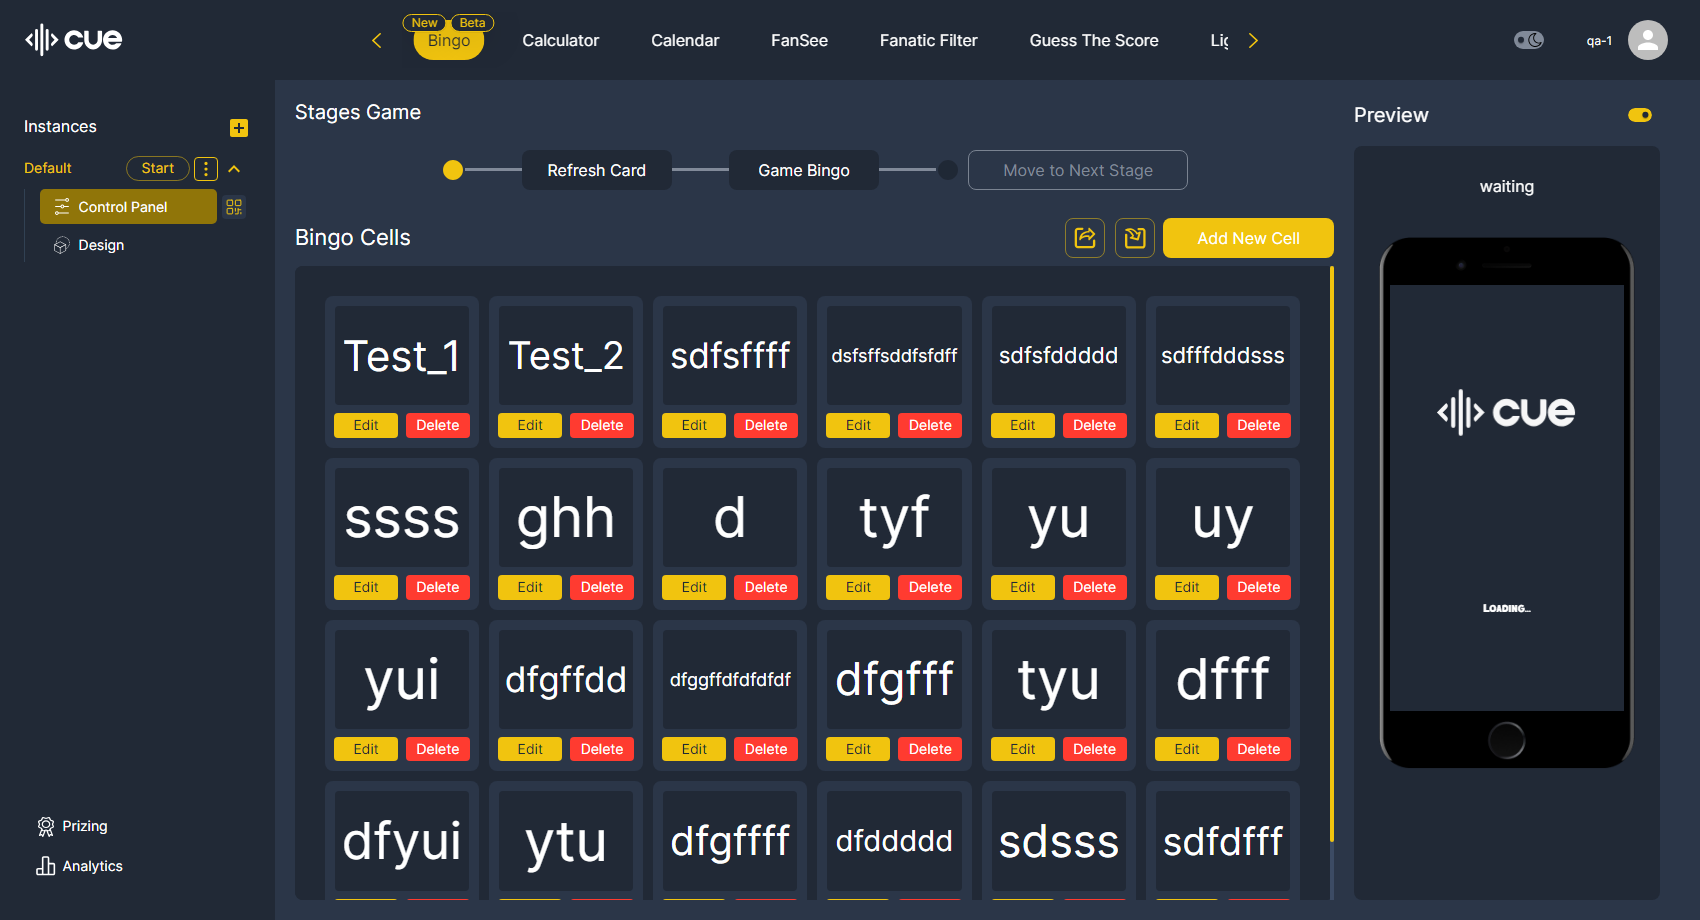 cue
New Beta
Bingo Calculator Calendar FanSee Fanatic Filter Guess The Score
qa-1
Instances
Default Start
Control Panel
Design
Prizing
Analytics
Stages Game
Refresh Card Game Bingo Move to Next Stage
Bingo Cells Add New Cell
Test_1 Test_2 sdfsffff dsfsffsddfsfdff sdfsfddddd sdfffdddsss
Edit Delete Edit Delete Edit Delete Edit Delete Edit Delete Edit Delete
ssss ghh d tyf yu uy
Edit Delete Edit Delete Edit Delete Edit Delete Edit Delete Edit Delete
yui dfgffdd dfggffdfdfdfdf dfgfff tyu dfff
Edit Delete Edit Delete Edit Delete Edit Delete Edit Delete Edit Delete
dfyui ytu dfgffff dfddddd sdsss sdfdfff
Preview
waiting
cue
Loading...